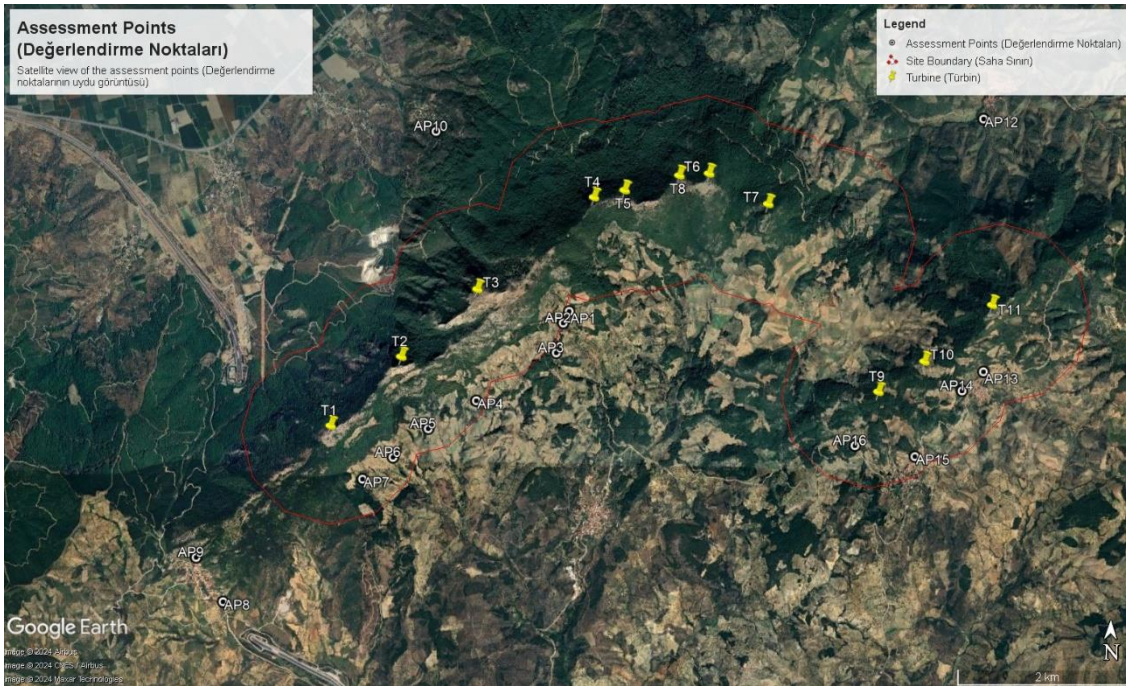 Assessment Points
(Değerlendirme Noktaları)
Satellite view of the assessment points (Değerlendirme
noktalarının uydu görüntüsü)
Legend
Assessment Points (Değerlendirme Noktaları)
Site Boundary (Saha Sınırı)
Turbine (Türbin)
AP10
AP12
T6
T4
T5
T8
T7
T3
T11
AP2
AP1
AP3
T2
T10
AP13
T9
AP14
AP4
T1
AP5
AP16
AP6
AP15
AP7
AP9
AP8
Google Earth
Image © 2024 Airbus
Image © 2024 CNES / Airbus
Image © 2024 Maxar Technologies
N
2 km